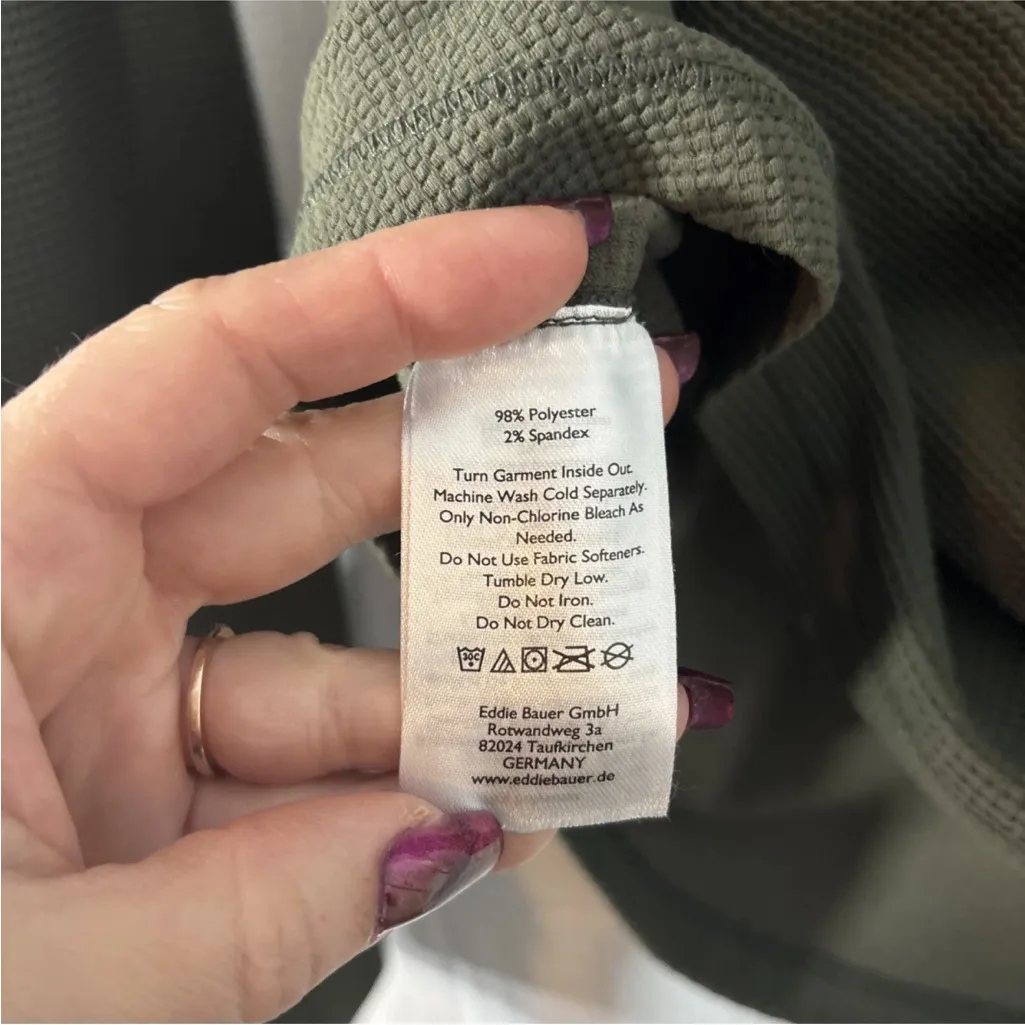 98% Polyester
2% Spandex
Turn Garment Inside Out.
Machine Wash Cold Separately.
Only Non-Chlorine Bleach As
Needed.
Do Not Use Fabric Softeners.
Tumble Dry Low.
Do Not Iron.
Do Not Dry Clean.
30C
Eddie Bauer GmbH
Rotwandweg 3a
82024 Taufkirchen
GERMANY
www.eddiebauer.de